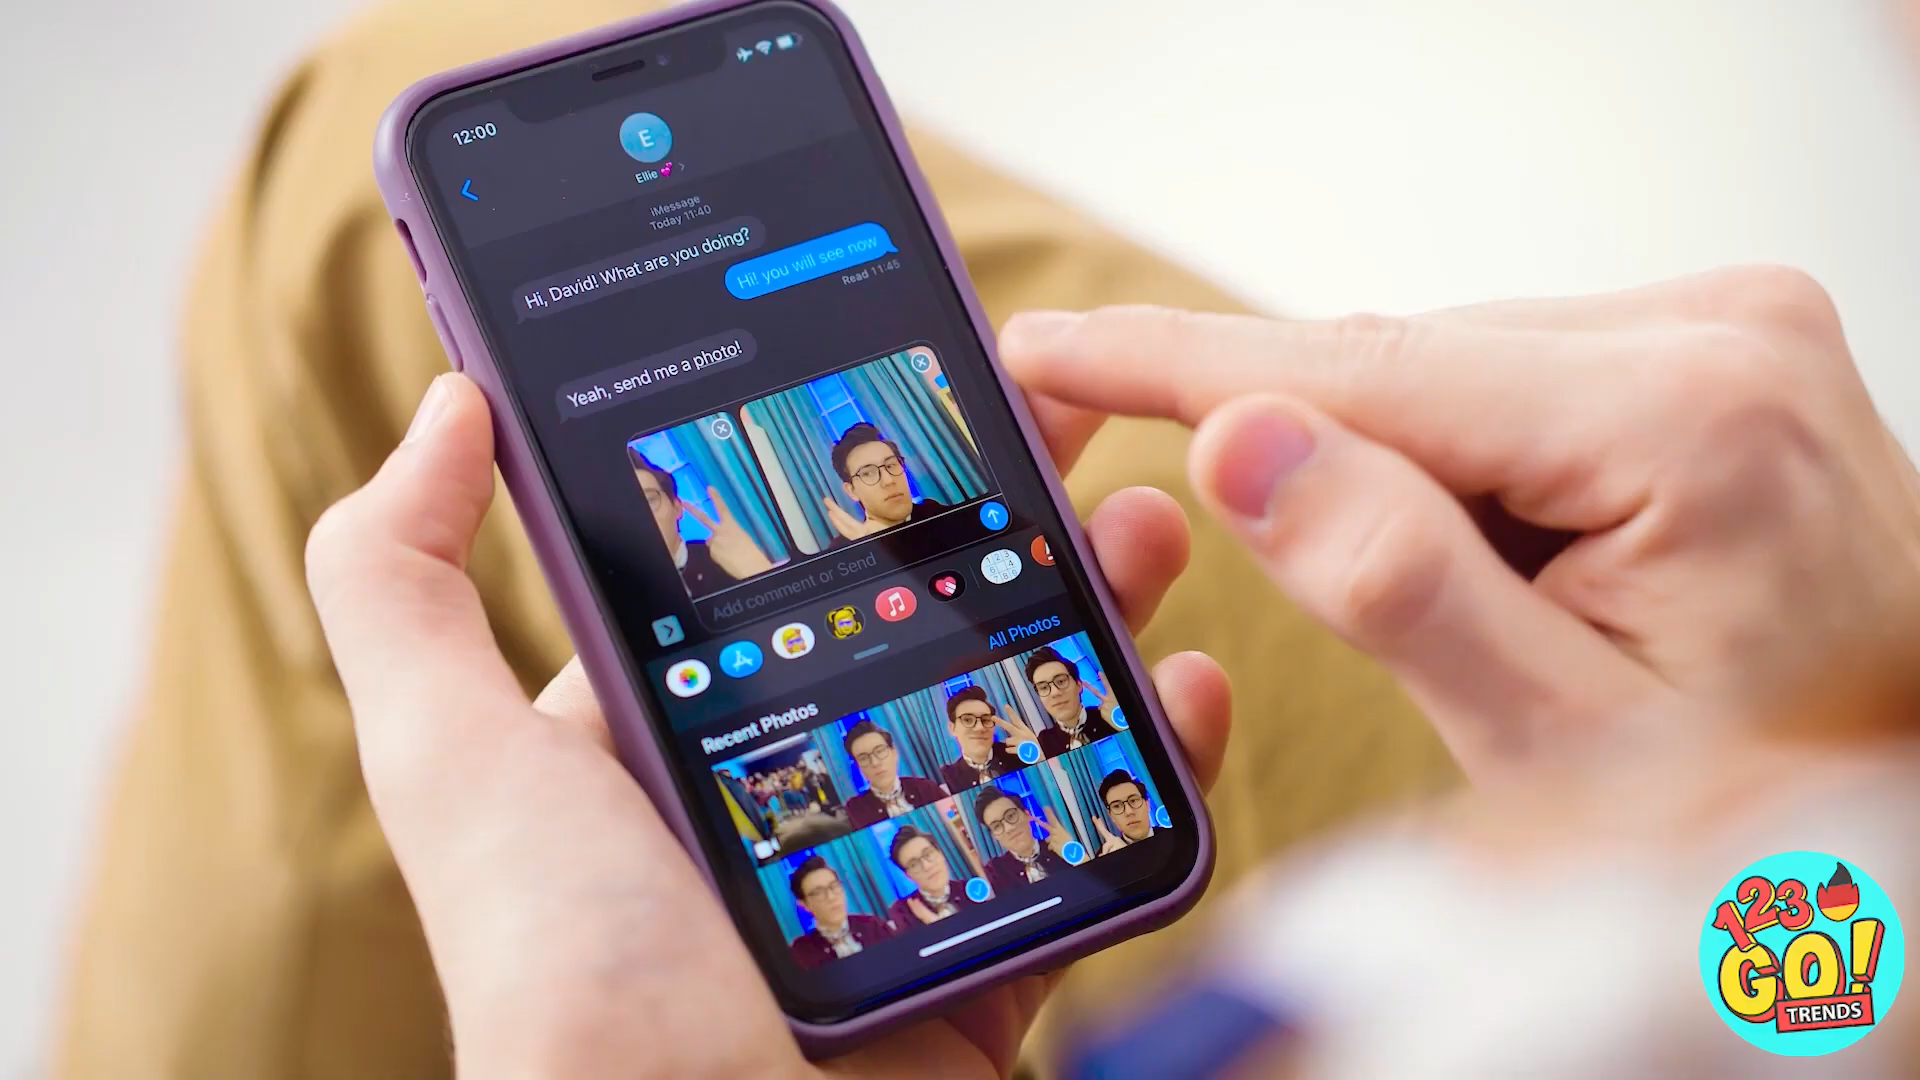 12:00
E
Ellie 💕 >
iMessage
Today 11:40
Hi, David! What are you doing?
Hi! you will see now
Read 11:45
Yeah, send me a photo!
Add comment or Send
All Photos
Recent Photos
123
GO!
TRENDS